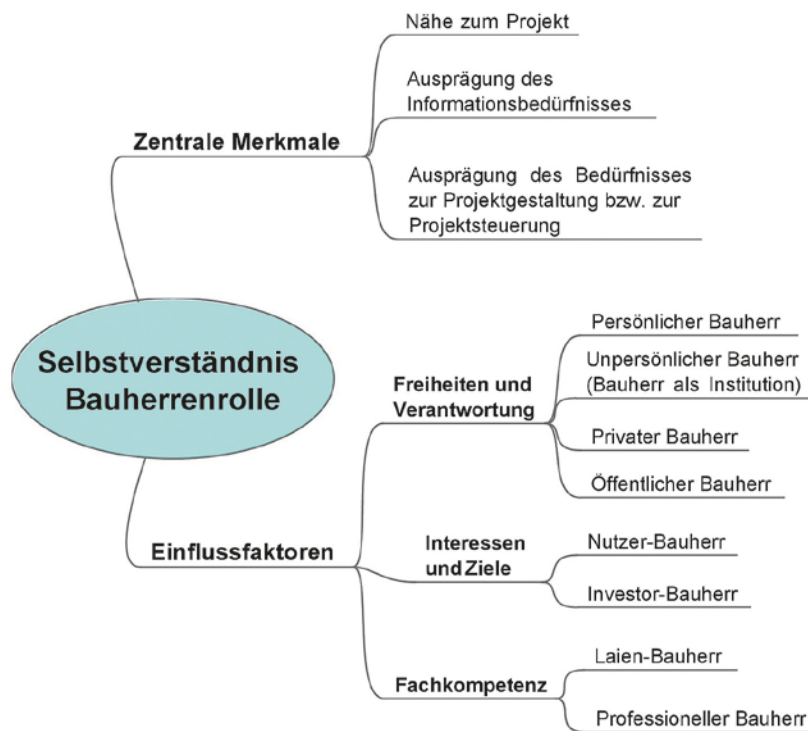 Nähe zum Projekt
Ausprägung des
Informationsbedürfnisses
Zentrale Merkmale
Ausprägung des Bedürfnisses
zur Projektgestaltung bzw. zur
Projektsteuerung
Selbstverständnis
Bauherrenrolle
Persönlicher Bauherr
Unpersönlicher Bauherr
(Bauherr als Institution)
Freiheiten und
Verantwortung
Privater Bauherr
Öffentlicher Bauherr
Einflussfaktoren
Interessen
und Ziele
Nutzer-Bauherr
Investor-Bauherr
Fachkompetenz
Laien-Bauherr
Professioneller Bauherr